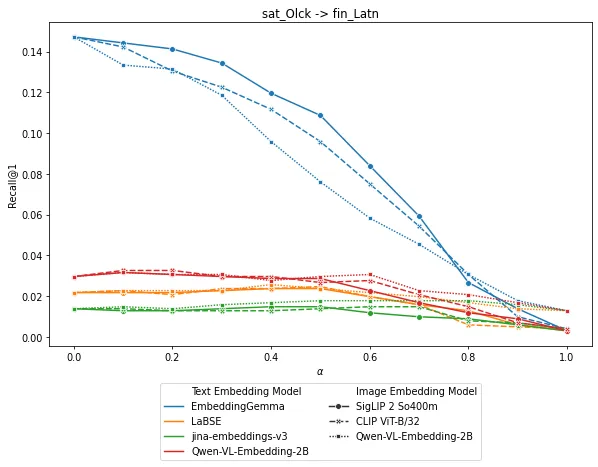 sat_Olck -> fin_Latn
Recall@1
0.14
0.12
0.10
0.08
0.06
0.04
0.02
0.00
0.0 0.2 0.4 0.6 0.8 1.0
α
Text Embedding Model
EmbeddingGemma
LaBSE
jina-embeddings-v3
Qwen-VL-Embedding-2B
Image Embedding Model
SigLIP 2 So400m
CLIP ViT-B/32
Qwen-VL-Embedding-2B